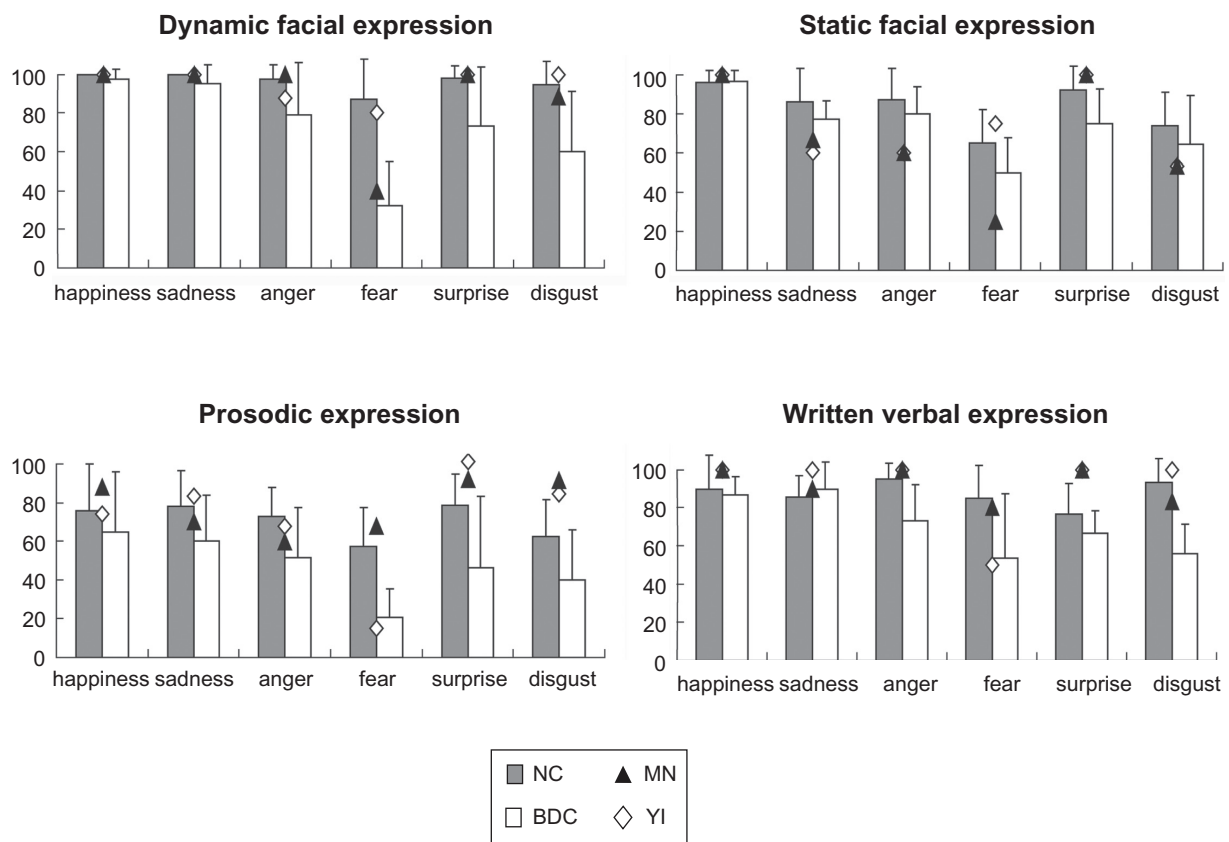 Dynamic facial expression
100
80
60
40
20
0
happiness sadness anger fear surprise disgust
Static facial expression
100
80
60
40
20
0
happiness sadness anger fear surprise disgust
Prosodic expression
100
80
60
40
20
0
happiness sadness anger fear surprise disgust
Written verbal expression
100
80
60
40
20
0
happiness sadness anger fear surprise disgust
NC MN
BDC YI